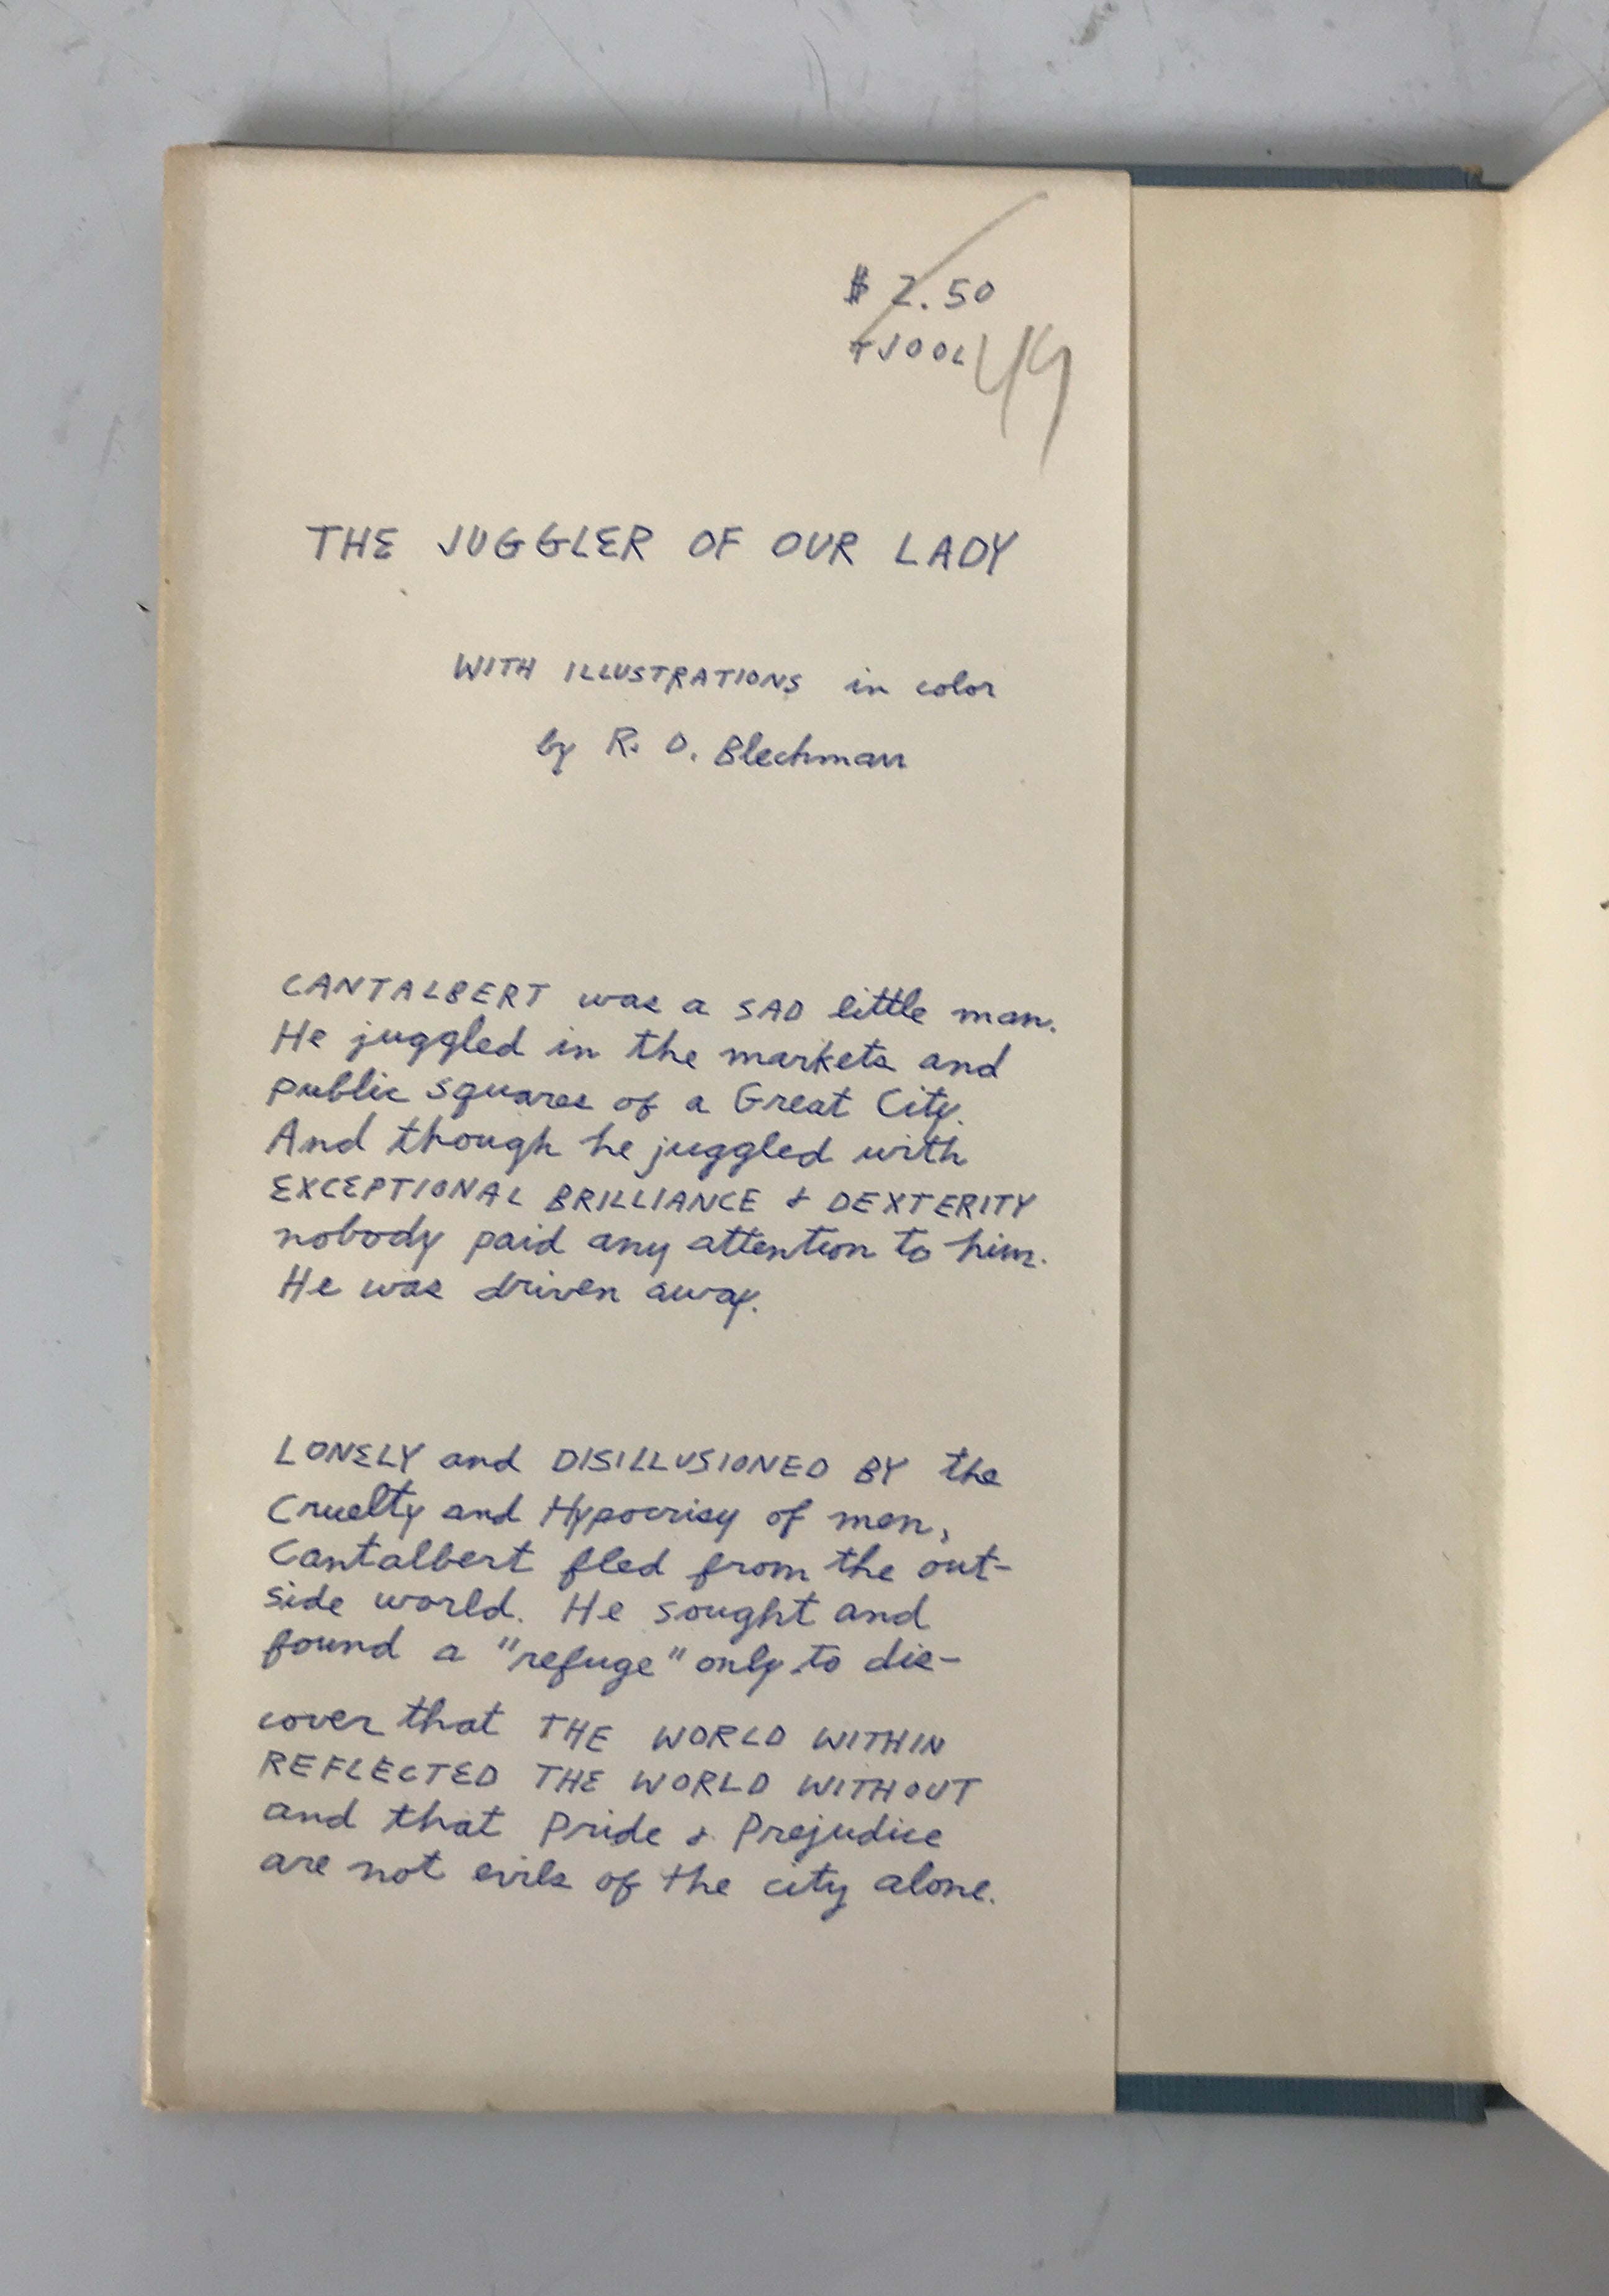 $ 2.50
TJOOL
49
THE JUGGLER OF OUR LADY
WITH ILLUSTRATIONS in color
by R. O. Blechman
CANTALBERT was a SAD little man.
He juggled in the markets and
public squares of a Great City.
And though he juggled with
EXCEPTIONAL BRILLIANCE & DEXTERITY
nobody paid any attention to him.
He was driven away.
LONELY and DISILLUSIONED BY the
Cruelty and Hypocrisy of men,
Cantalbert fled from the out-
side world. He sought and
found a "refuge" only to dis-
cover that THE WORLD WITHIN
REFLECTED THE WORLD WITHOUT
and that Pride & Prejudice
are not evils of the city alone.